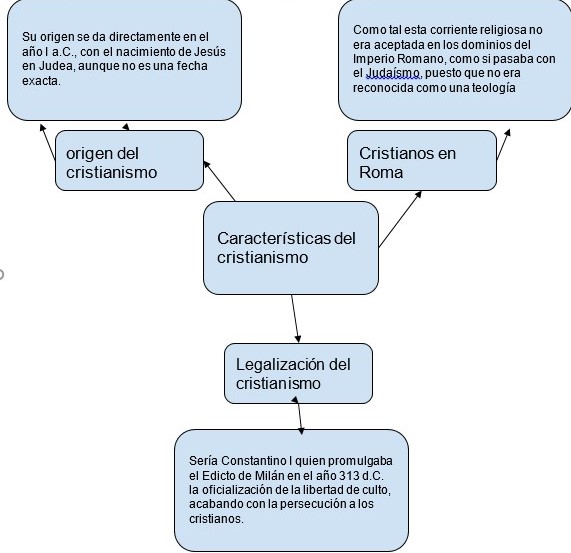 Su origen se da directamente en el
año I a.C., con el nacimiento de Jesús
en Judea, aunque no es una fecha
exacta.
Como tal esta corriente religiosa no
era aceptada en los dominios del
Imperio Romano, como si pasaba con
el Judaísmo, puesto que no era
reconocida como una teología
origen del
cristianismo
Cristianos en
Roma
Características del
cristianismo
Legalización del
cristianismo
Sería Constantino I quien promulgaba
el Edicto de Milán en el año 313 d.C.
la oficialización de la libertad de culto,
acabando con la persecución a los
cristianos.